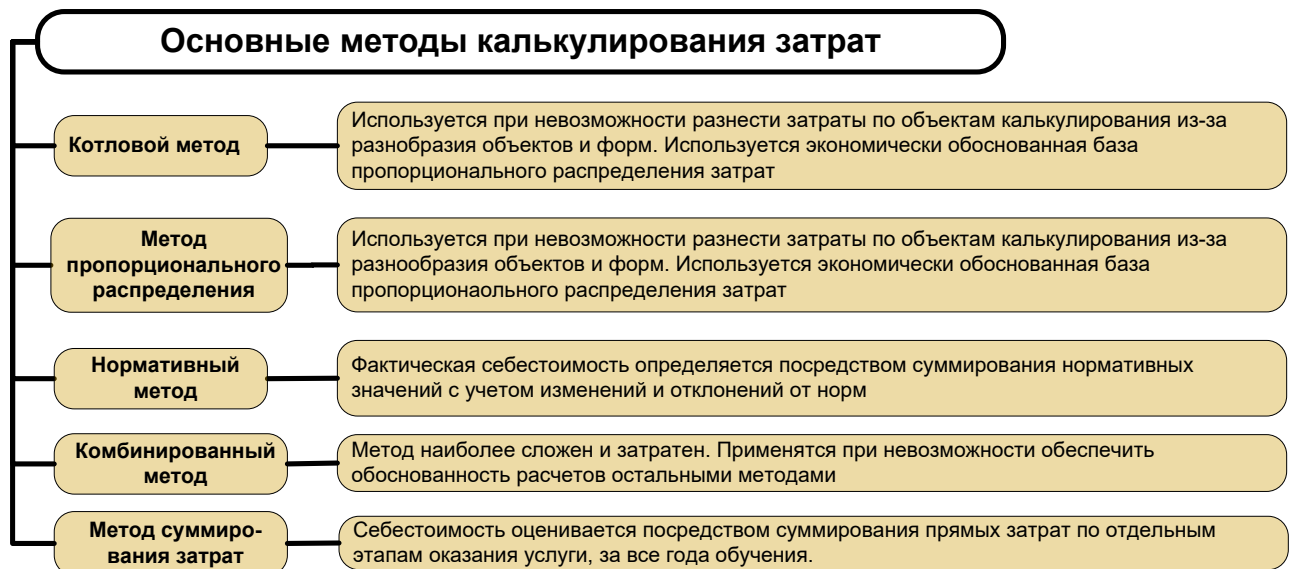 Основные методы калькулирования затрат
Котловой метод
Используется при невозможности разнести затраты по объектам калькулирования из-за
разнобразия объектов и форм. Используется экономически обоснованная база
пропорционального распределения затрат
Метод
пропорционального
распределения
Используется при невозможности разнести затраты по объектам калькулирования из-за
разнообразия объектов и форм. Используется экономически обоснованная база
пропорционаольного распределения затрат
Нормативный
метод
Фактическая себестоимость определяется посредством суммирования нормативных
значений с учетом изменений и отклонений от норм
Комбинированный
метод
Метод наиболее сложен и затратен. Применятся при невозможности обеспечить
обоснованность расчетов остальными методами
Метод суммиро-
вания затрат
Себестоимость оценивается посредством суммирования прямых затрат по отдельным
этапам оказания услуги, за все года обучения.